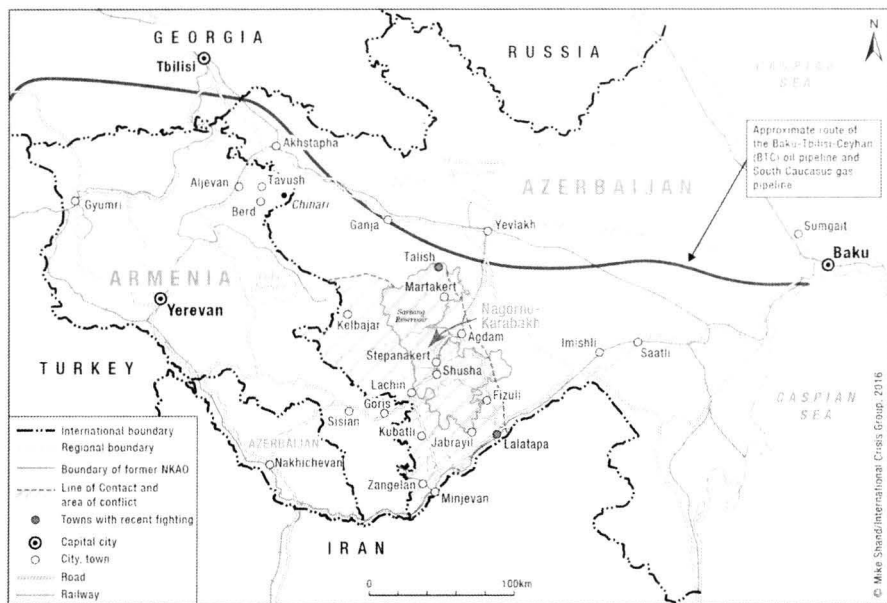 GEORGIA
Tbilisi
RUSSIA
N
CASPIAN
SEA
Akhstapha
Approximate route of
the Baku-Tbilisi-Ceyhan
(BTC) oil pipeline and
South Caucasus gas
pipeline
AZERBAIJAN
Aljevan
Tavush
Gyumri
Berd
Chinari
Ganja
Yevlakh
Sumgait
Baku
Talish
ARMENIA
Martakert
Yerevan
Sarsang
Reservoir
Nagorno-
Karabakh
Kelbajar
Agdam
Imishli
Saatli
Stepanakert
TURKEY
Shusha
CASPIAN
SEA
Lachin
Fizuli
Goris
Sisian
Kubatli
Jabrayil
Lalatapa
AZERBAIJAN
Nakhichevan
Zangelan
Minjevan
IRAN
International boundary
Regional boundary
Boundary of former NKAO
Line of Contact and
area of conflict
Towns with recent fighting
Capital city
City, town
Road
Railway
0 100km
© Mike Shand/International Crisis Group, 2016